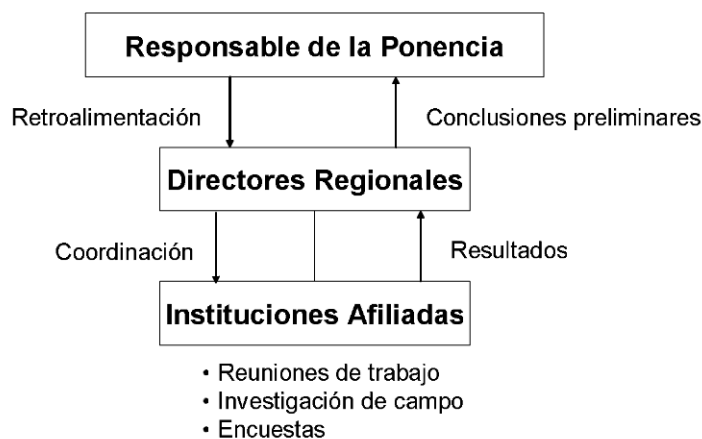 Responsable de la Ponencia
Retroalimentación
Conclusiones preliminares
Directores Regionales
Coordinación
Resultados
Instituciones Afiliadas
• Reuniones de trabajo
• Investigación de campo
• Encuestas